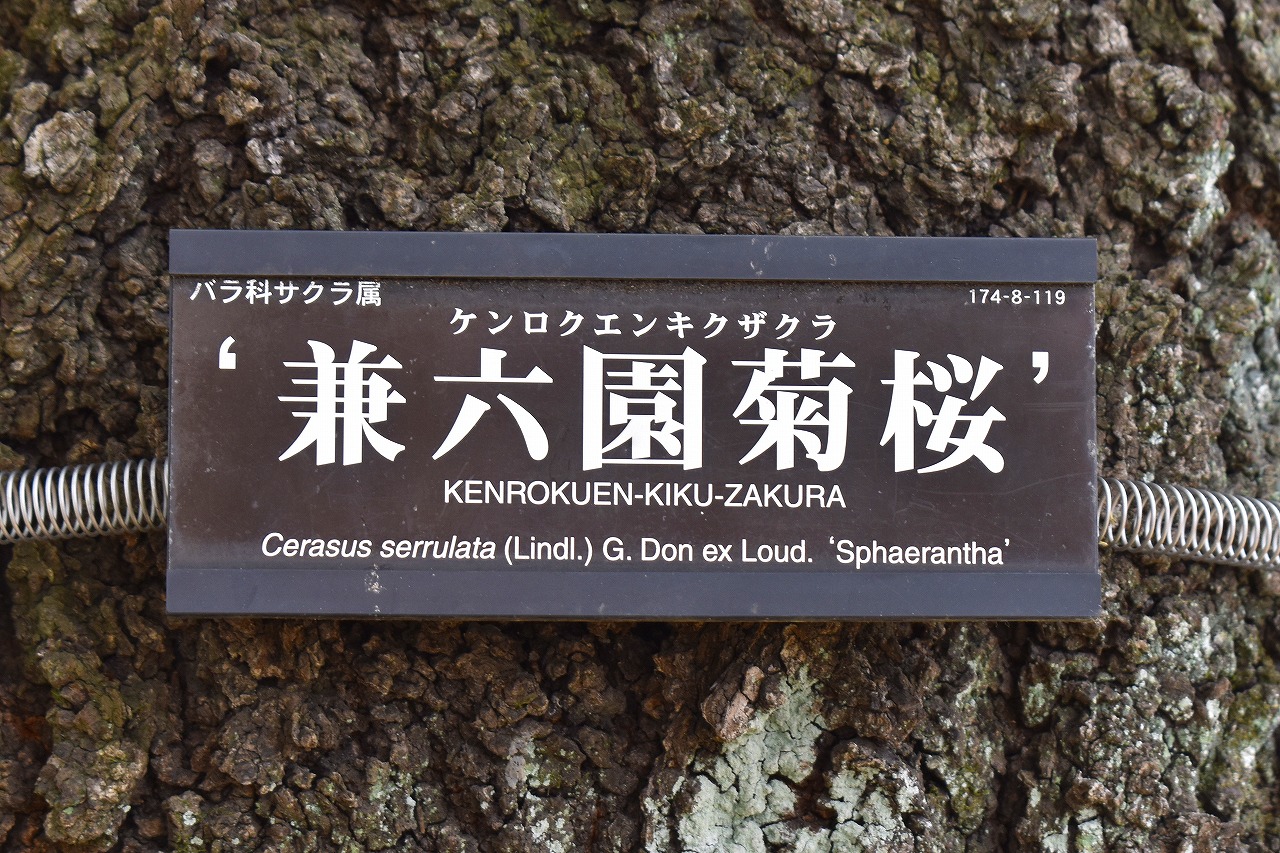 バラ科サクラ属 174-8-119
ケンロクエンキクザクラ
‘兼六園菊桜’
KENROKUEN-KIKU-ZAKURA
Cerasus serrulata (Lindl.) G. Don ex Loud. ‘Sphaerantha’